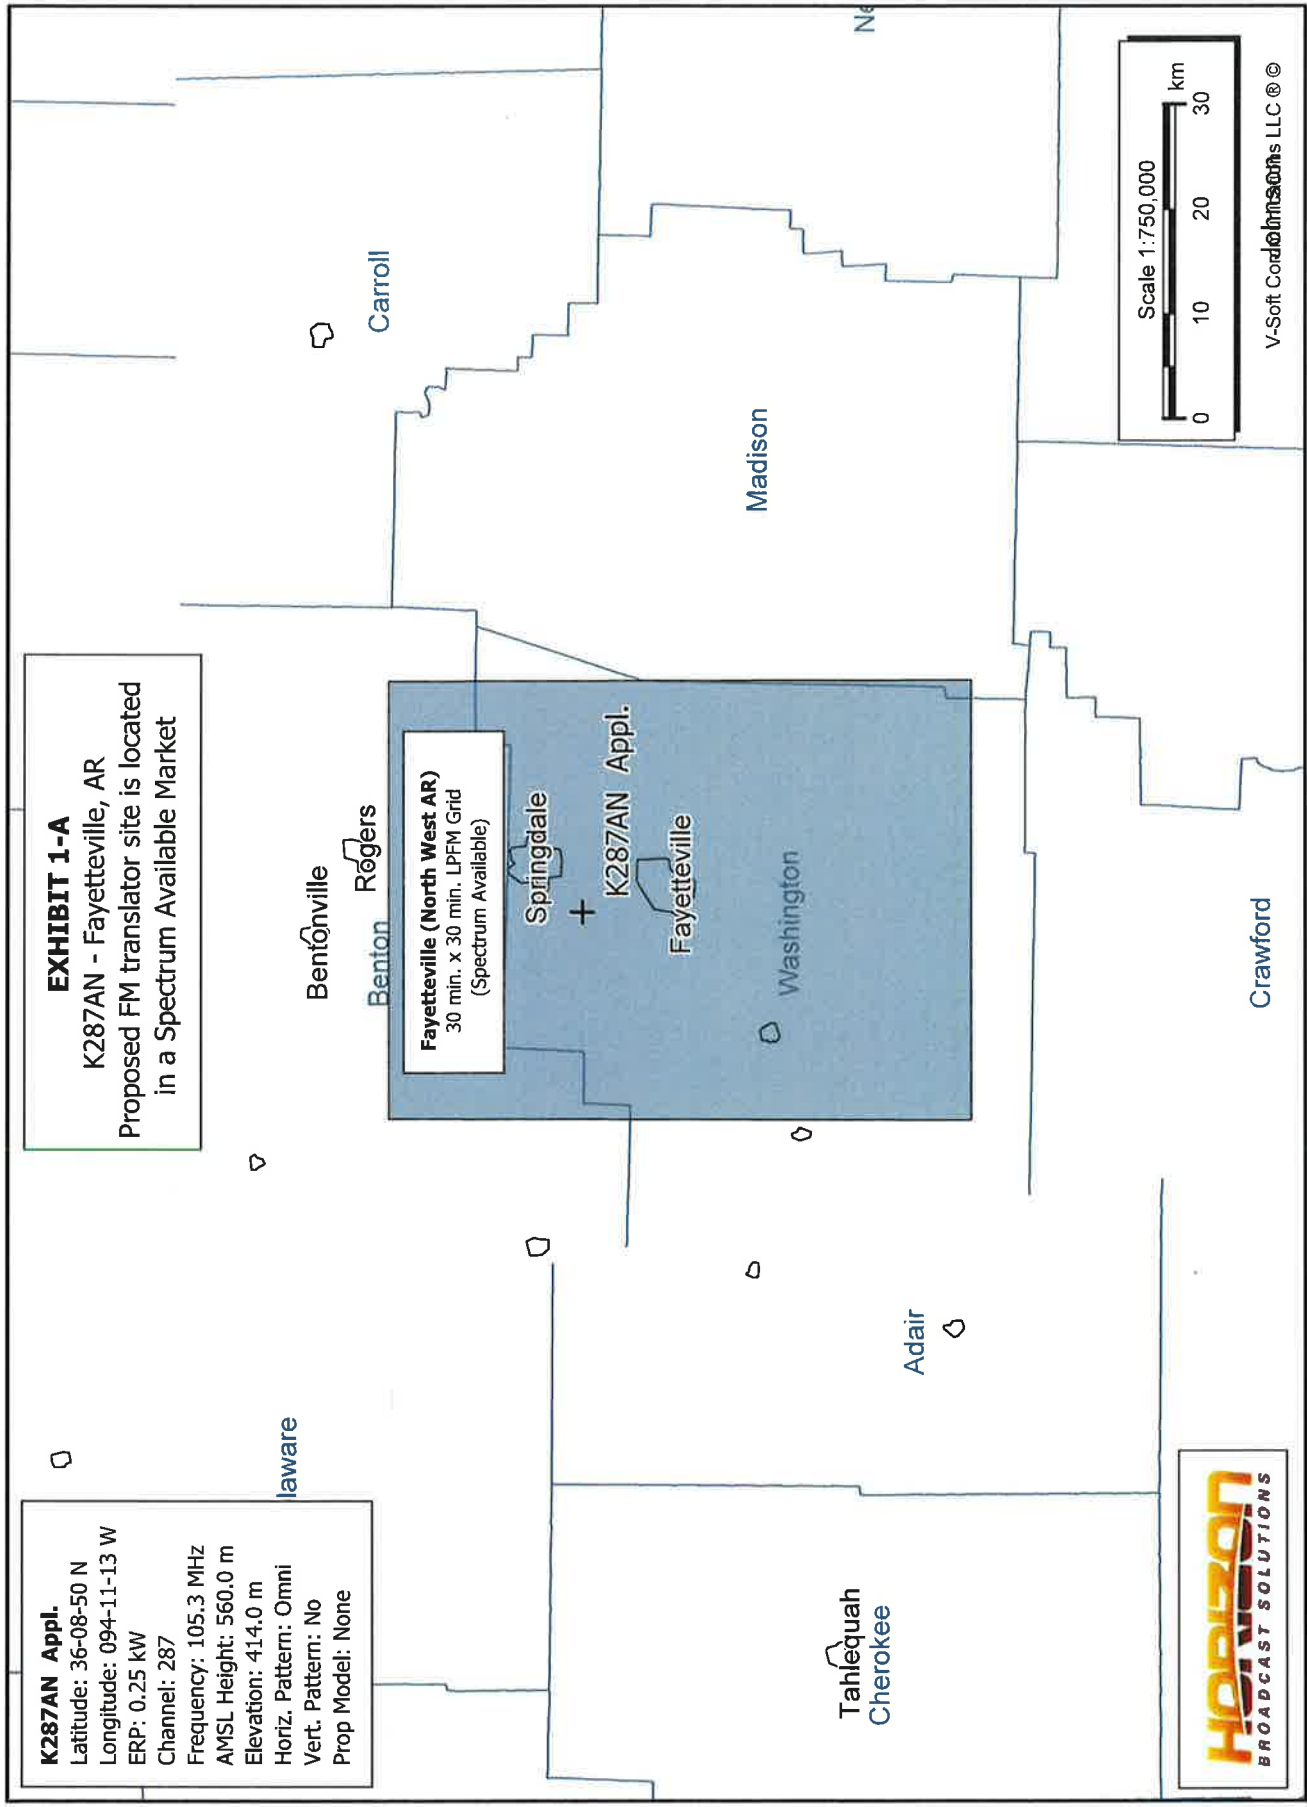 EXHIBIT 1-A
K287AN - Fayetteville, AR
Proposed FM translator site is located
in a Spectrum Available Market
K287AN Appl.
Latitude: 36-08-50 N
Longitude: 094-11-13 W
ERP: 0.25 kW
Channel: 287
Frequency: 105.3 MHz
AMSL Height: 560.0 m
Elevation: 414.0 m
Horiz. Pattern: Omni
Vert. Pattern: No
Prop Model: None
laware
Bentonville
Rogers
Benton
Carroll
Fayetteville (North West AR)
30 min. x 30 min. LPFM Grid
(Spectrum Available)
Springdale
K287AN Appl.
Fayetteville
Washington
Madison
Ne
Adair
Tahlequah
Cherokee
Crawford
Scale 1:750,000
km
0 10 20 30
V-Soft LLC ® ©
Johnson
HORIZON
BROADCAST SOLUTIONS